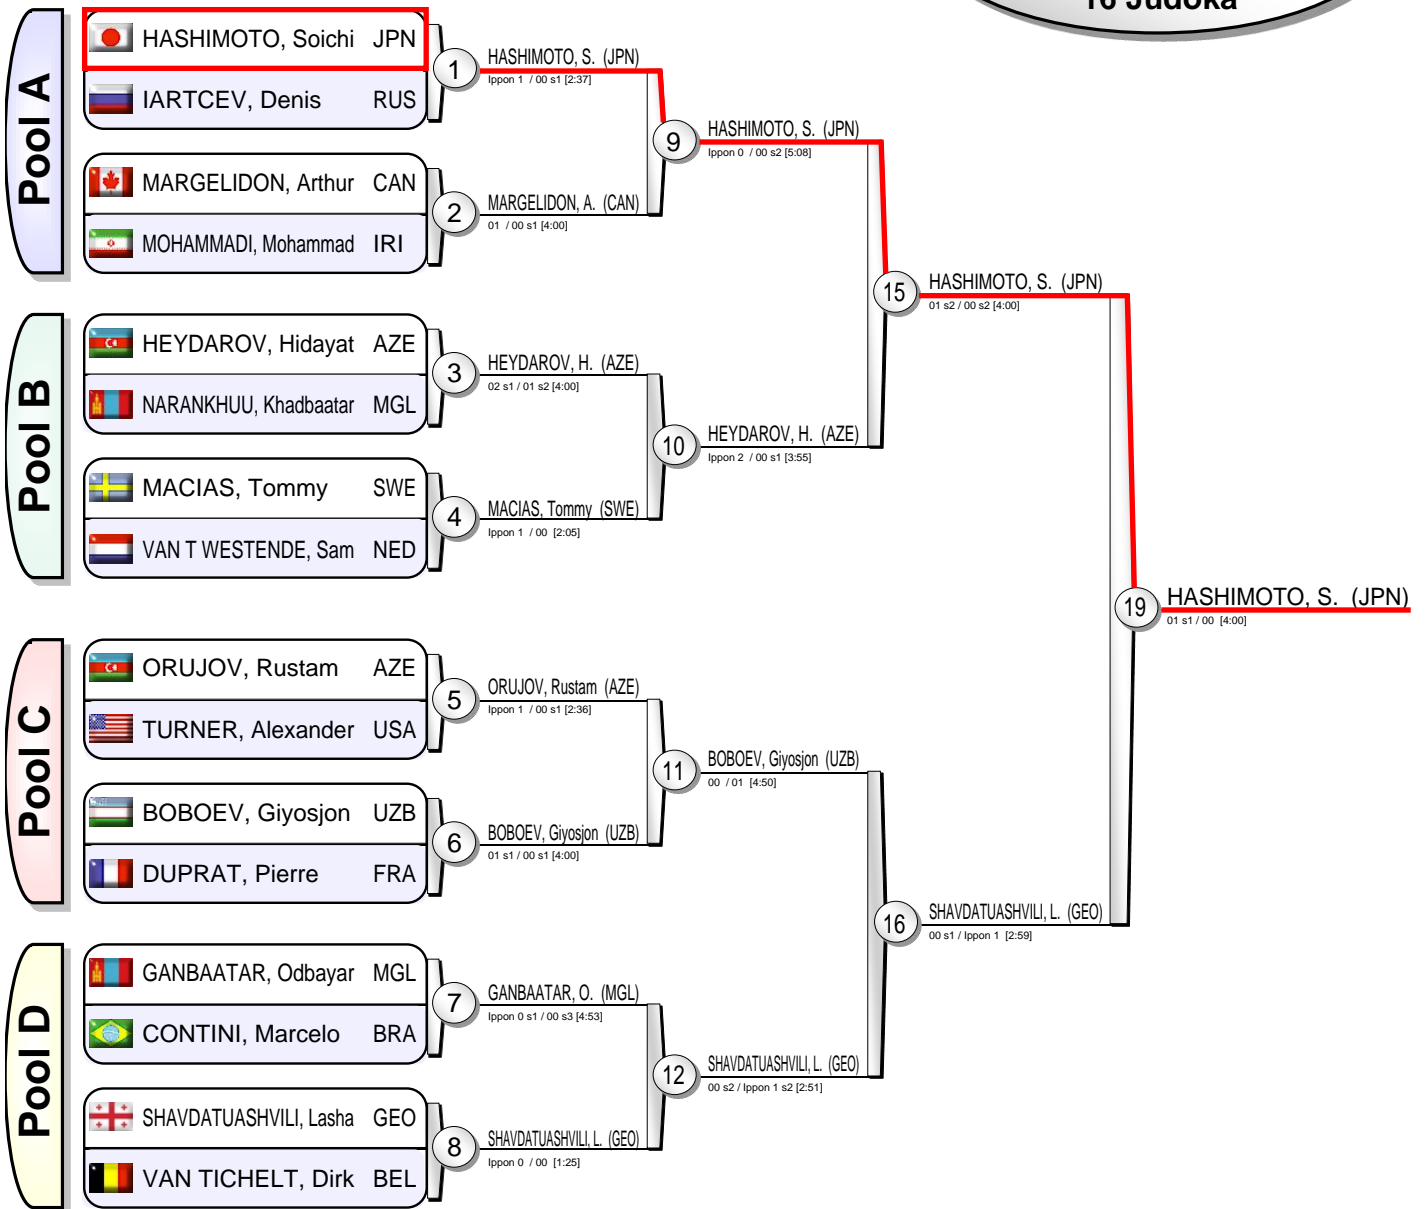 16 Judoka
Pool A
HASHIMOTO, Soichi JPN
IARTCEV, Denis RUS
MARGELIDON, Arthur CAN
MOHAMMADI, Mohammad IRI
1
HASHIMOTO, S. (JPN)
Ippon 1 / 00 s1 [2:37]
2
MARGELIDON, A. (CAN)
01 / 00 s1 [4:00]
9
HASHIMOTO, S. (JPN)
Ippon 0 / 00 s2 [5:08]
Pool B
HEYDAROV, Hidayat AZE
NARANKHUU, Khadbaatar MGL
MACIAS, Tommy SWE
VAN T WESTENDE, Sam NED
3
HEYDAROV, H. (AZE)
02 s1 / 01 s2 [4:00]
4
MACIAS, Tommy (SWE)
Ippon 1 / 00 [2:05]
10
HEYDAROV, H. (AZE)
Ippon 2 / 00 s1 [3:55]
15
HASHIMOTO, S. (JPN)
01 s2 / 00 s2 [4:00]
Pool C
ORUJOV, Rustam AZE
TURNER, Alexander USA
BOBOEV, Giyosjon UZB
DUPRAT, Pierre FRA
5
ORUJOV, Rustam (AZE)
Ippon 1 / 00 s1 [2:36]
6
BOBOEV, Giyosjon (UZB)
01 s1 / 00 s1 [4:00]
11
BOBOEV, Giyosjon (UZB)
00 / 01 [4:50]
Pool D
GANBAATAR, Odbayar MGL
CONTINI, Marcelo BRA
SHAVDATUASHVILI, Lasha GEO
VAN TICHELT, Dirk BEL
7
GANBAATAR, O. (MGL)
Ippon 0 s1 / 00 s3 [4:53]
8
SHAVDATUASHVILI, L. (GEO)
Ippon 0 / 00 [1:25]
12
SHAVDATUASHVILI, L. (GEO)
00 s2 / Ippon 1 s2 [2:51]
16
SHAVDATUASHVILI, L. (GEO)
00 s1 / Ippon 1 [2:59]
19
HASHIMOTO, S. (JPN)
01 s1 / 00 [4:00]